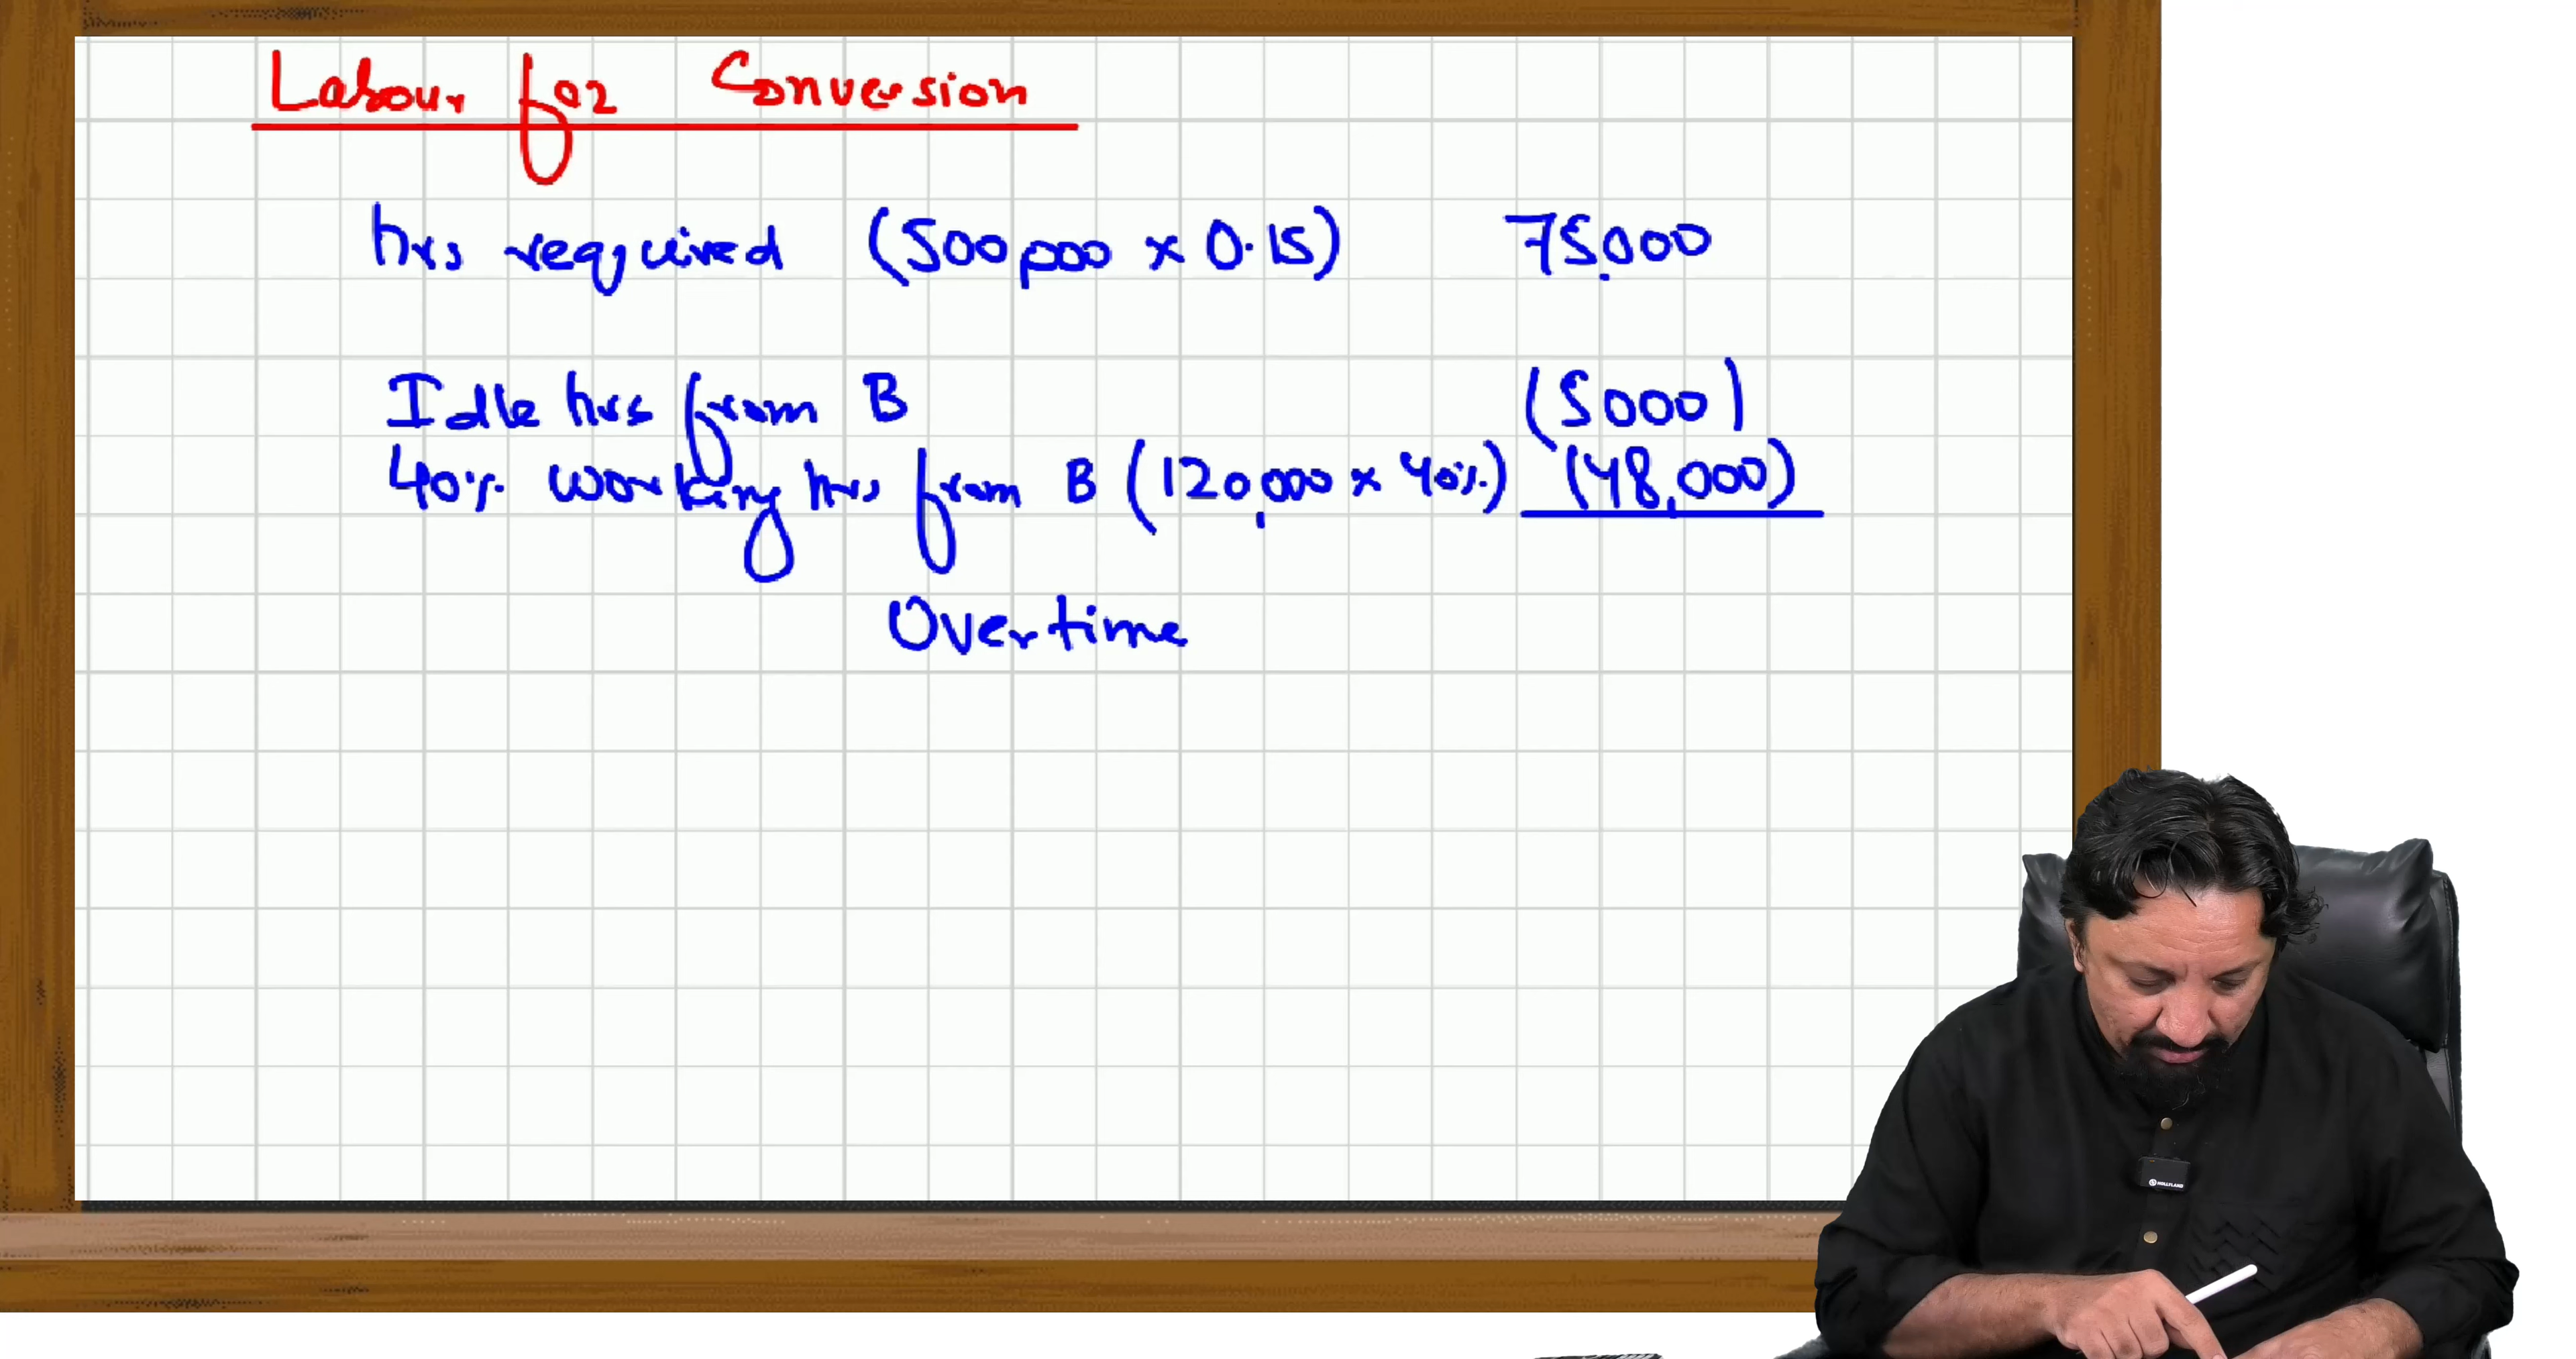 Labour for Conversion
hrs required (500,000 x 0.15) 75,000
Idle hrs from B (5000)
40% working hrs from B (120,000 x 40%) (48,000)
Overtime
HOLLYLAND